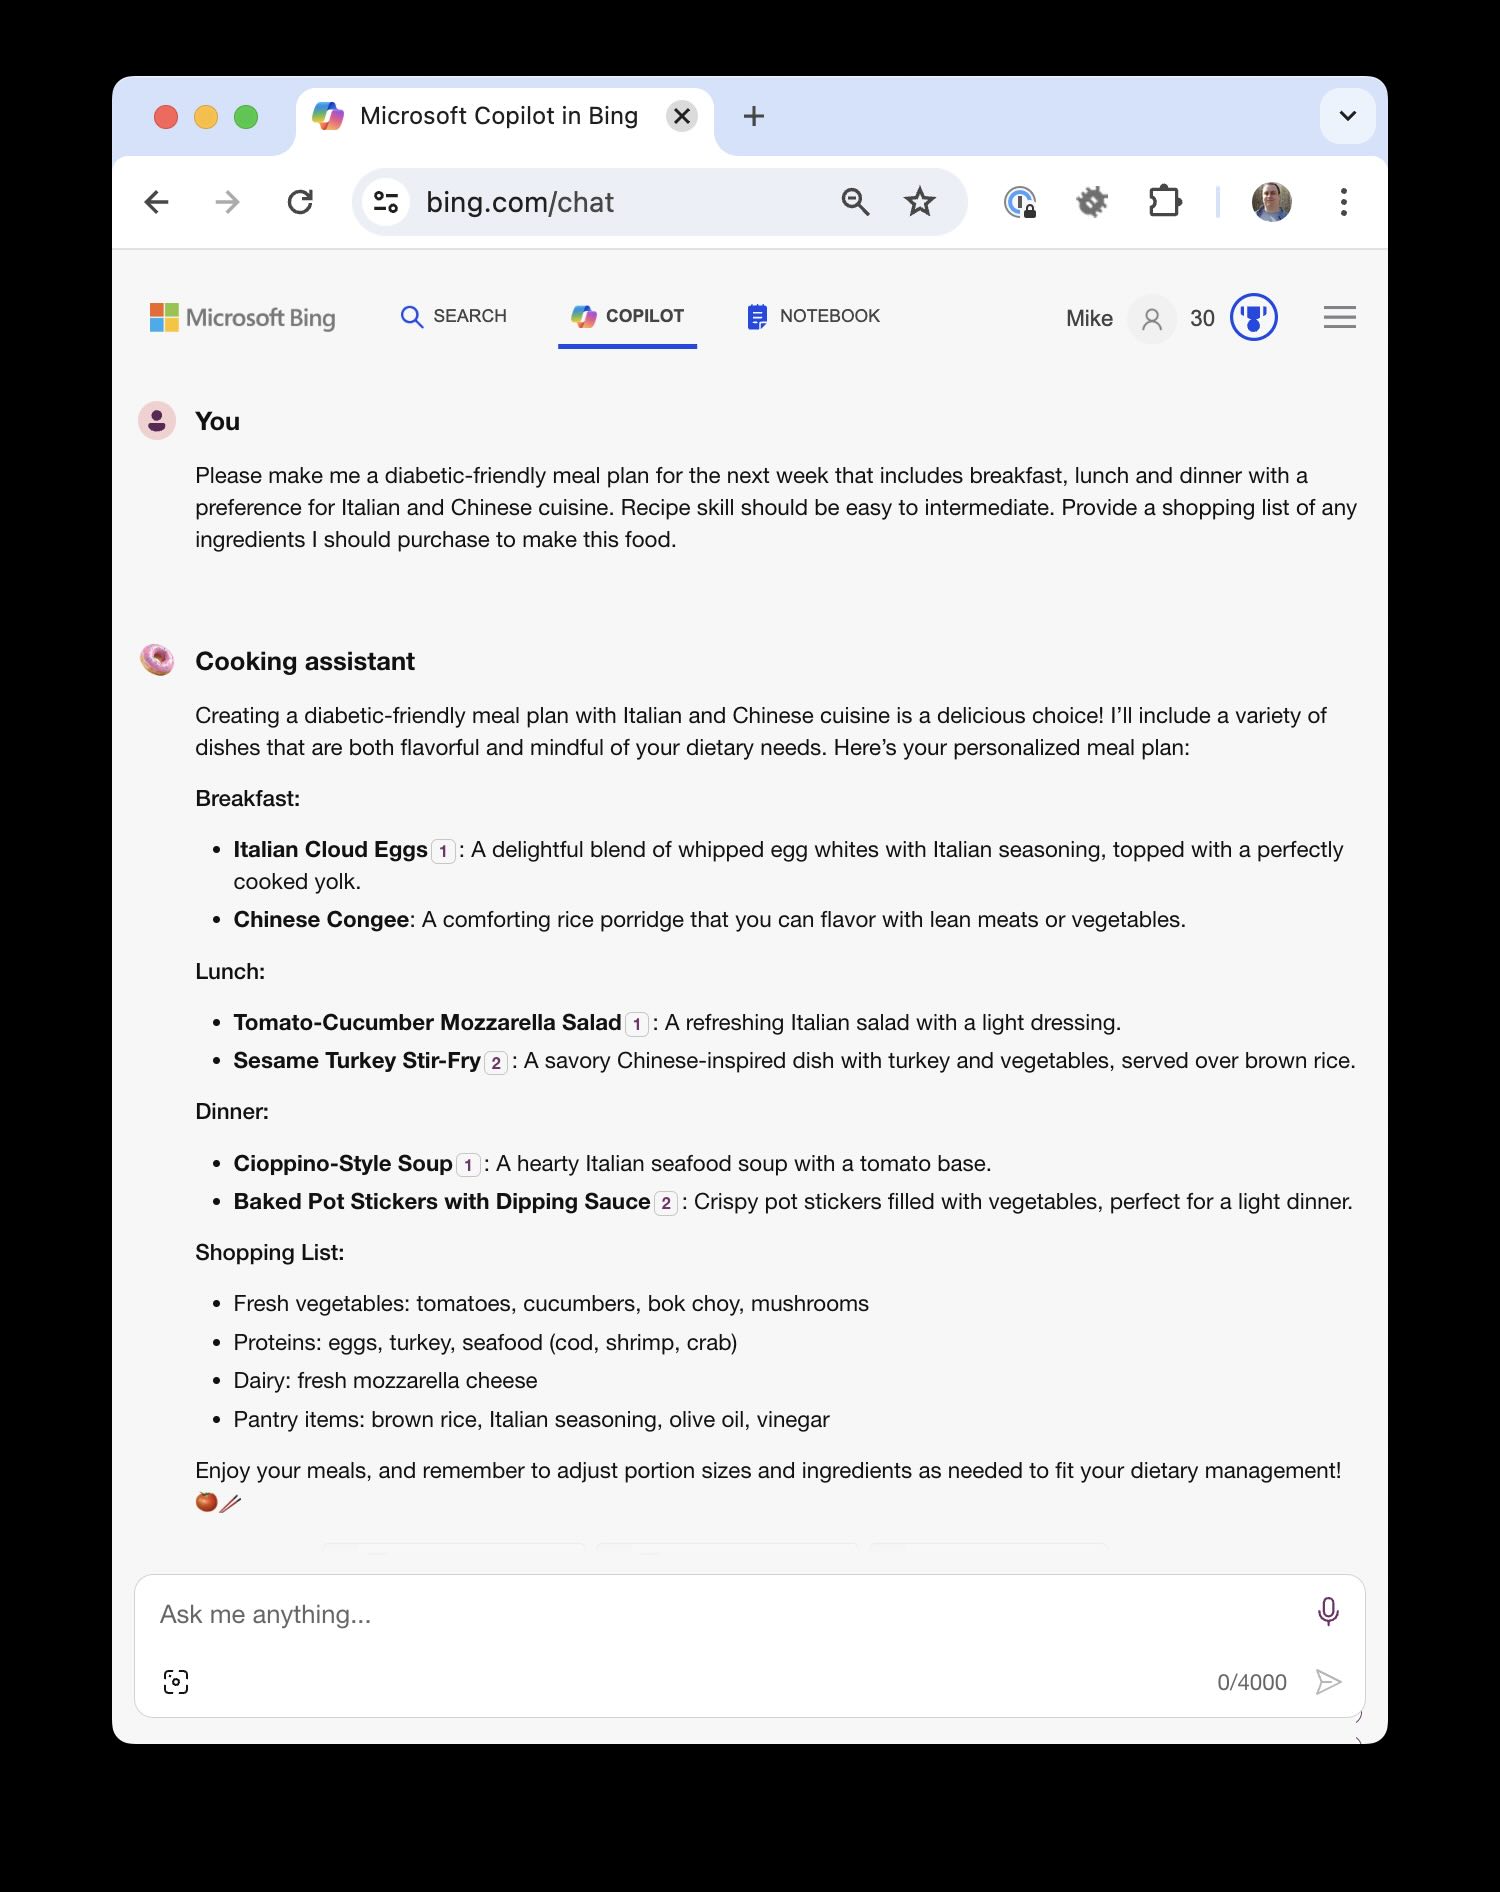 Microsoft Copilot in Bing
bing.com/chat
Microsoft Bing
SEARCH
COPILOT
NOTEBOOK
Mike
30
You
Please make me a diabetic-friendly meal plan for the next week that includes breakfast, lunch and dinner with a
preference for Italian and Chinese cuisine. Recipe skill should be easy to intermediate. Provide a shopping list of any
ingredients I should purchase to make this food.
Cooking assistant
Creating a diabetic-friendly meal plan with Italian and Chinese cuisine is a delicious choice! I’ll include a variety of
dishes that are both flavorful and mindful of your dietary needs. Here’s your personalized meal plan:
Breakfast:
• Italian Cloud Eggs 1 : A delightful blend of whipped egg whites with Italian seasoning, topped with a perfectly
cooked yolk.
• Chinese Congee: A comforting rice porridge that you can flavor with lean meats or vegetables.
Lunch:
• Tomato-Cucumber Mozzarella Salad 1 : A refreshing Italian salad with a light dressing.
• Sesame Turkey Stir-Fry 2 : A savory Chinese-inspired dish with turkey and vegetables, served over brown rice.
Dinner:
• Cioppino-Style Soup 1 : A hearty Italian seafood soup with a tomato base.
• Baked Pot Stickers with Dipping Sauce 2 : Crispy pot stickers filled with vegetables, perfect for a light dinner.
Shopping List:
• Fresh vegetables: tomatoes, cucumbers, bok choy, mushrooms
• Proteins: eggs, turkey, seafood (cod, shrimp, crab)
• Dairy: fresh mozzarella cheese
• Pantry items: brown rice, Italian seasoning, olive oil, vinegar
Enjoy your meals, and remember to adjust portion sizes and ingredients as needed to fit your dietary management!
🍅🥢
Ask me anything...
0/4000